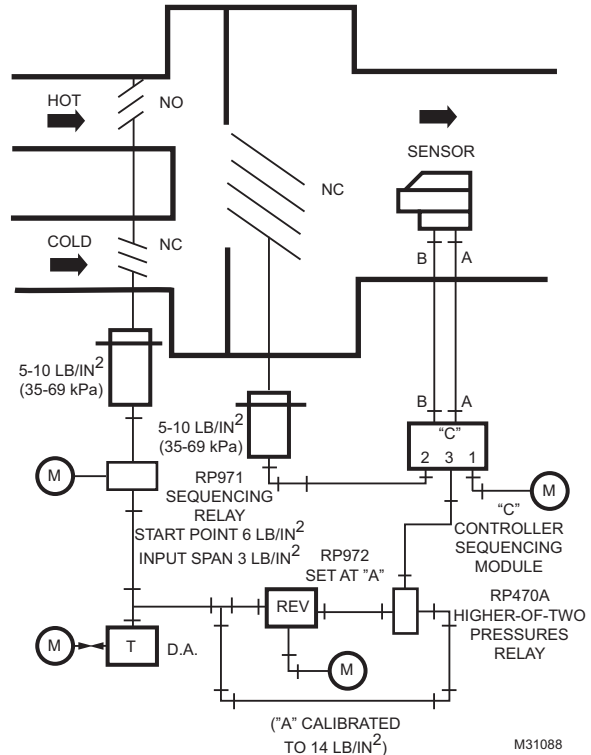 HOT
NO
SENSOR
NC
COLD
NC
B
A
5-10 LB/IN²
(35-69 kPa)
5-10 LB/IN²
(35-69 kPa)
B
A
"C"
2 3 1
M
RP971
SEQUENCING
RELAY
START POINT 6 LB/IN²
INPUT SPAN 3 LB/IN²
M
"C"
CONTROLLER
SEQUENCING
MODULE
RP972
SET AT "A"
REV
RP470A
HIGHER-OF-TWO
PRESSURES
RELAY
M
T
D.A.
M
("A" CALIBRATED
TO 14 LB/IN²)
M31088